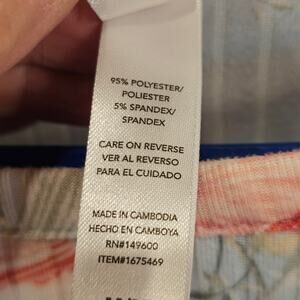 95% POLYESTER/
POLIESTER
5% SPANDEX/
SPANDEX
CARE ON REVERSE
VER AL REVERSO
PARA EL CUIDADO
MADE IN CAMBODIA
HECHO EN CAMBOYA
RN#149600
ITEM#1675469